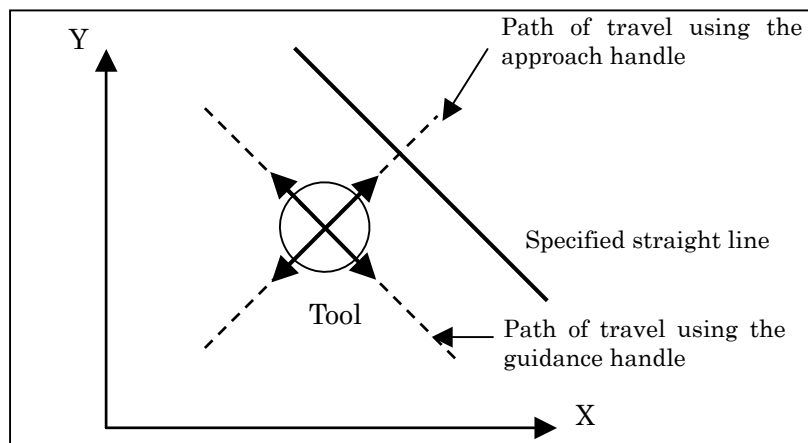 Y
Path of travel using the
approach handle
Specified straight line
Tool
Path of travel using the
guidance handle
X